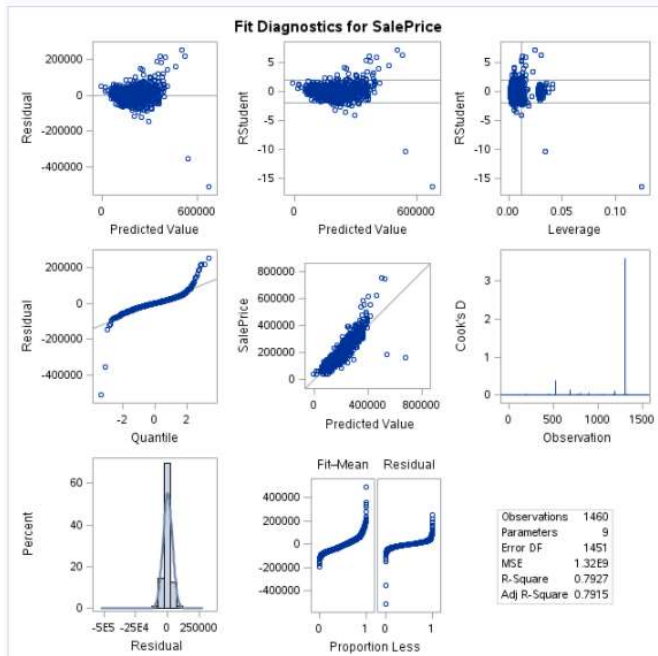 Fit Diagnostics for SalePrice
200000
0
-200000
-400000
Residual
0 600000
Predicted Value
5
0
-5
-10
-15
RStudent
0 200000 600000
Predicted Value
5
0
-5
-10
-15
RStudent
0.00 0.05 0.10
Leverage
200000
0
-200000
-400000
Residual
-2 0 2
Quantile
800000
600000
400000
200000
0
SalePrice
0 400000 800000
Predicted Value
3
2
1
0
Cook's D
0 500 1000 1500
Observation
60
40
20
0
Percent
-5E5 -25E4 0 250000
Residual
Fit–Mean Residual
400000
200000
0
-200000
-400000
0 1 0 1
Proportion Less
Observations 1460
Parameters 9
Error DF 1451
MSE 1.32E9
R-Square 0.7927
Adj R-Square 0.7915